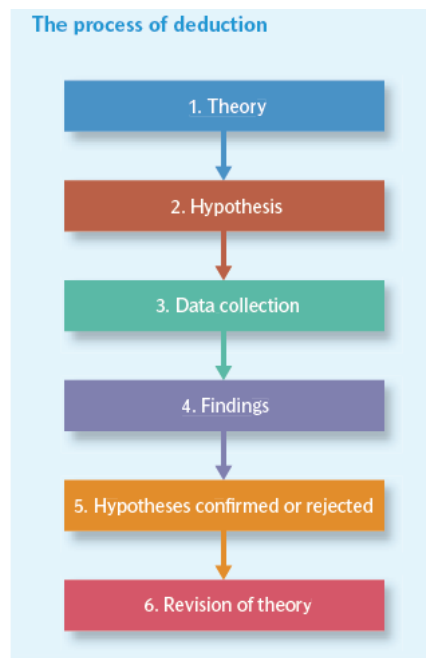 The process of deduction
1. Theory
2. Hypothesis
3. Data collection
4. Findings
5. Hypotheses confirmed or rejected
6. Revision of theory